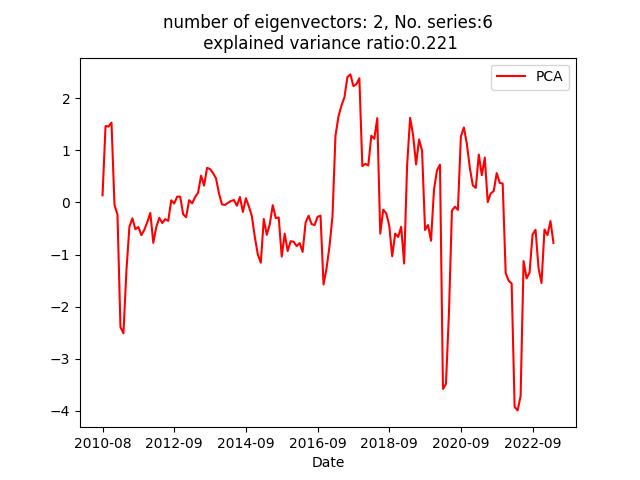 number of eigenvectors: 2, No. series:6
explained variance ratio:0.221
PCA
2
1
0
−1
−2
−3
−4
2010-08 2012-09 2014-09 2016-09 2018-09 2020-09 2022-09
Date